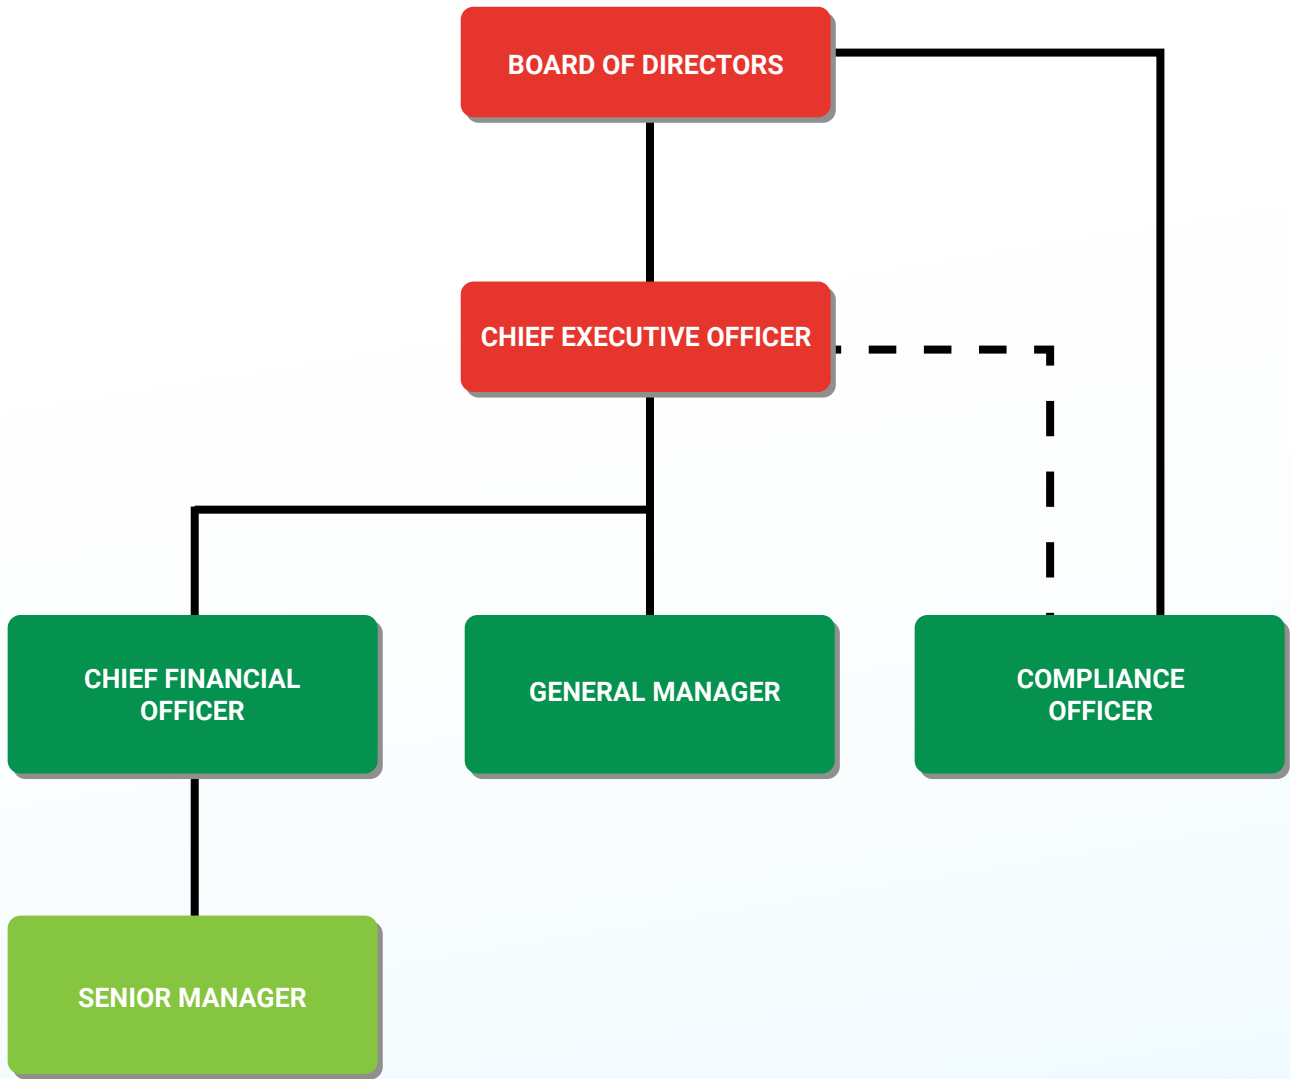 BOARD OF DIRECTORS
CHIEF EXECUTIVE OFFICER
CHIEF FINANCIAL
OFFICER
GENERAL MANAGER
COMPLIANCE
OFFICER
SENIOR MANAGER